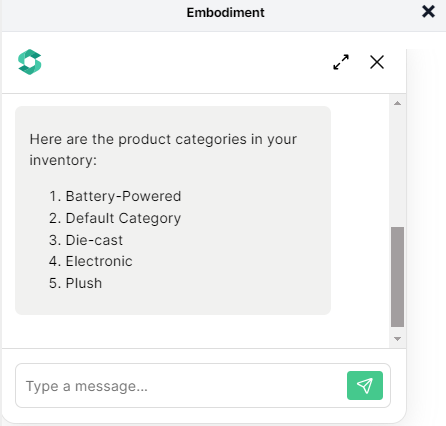 Embodiment
Here are the product categories in your
inventory:
1. Battery-Powered
2. Default Category
3. Die-cast
4. Electronic
5. Plush
Type a message...